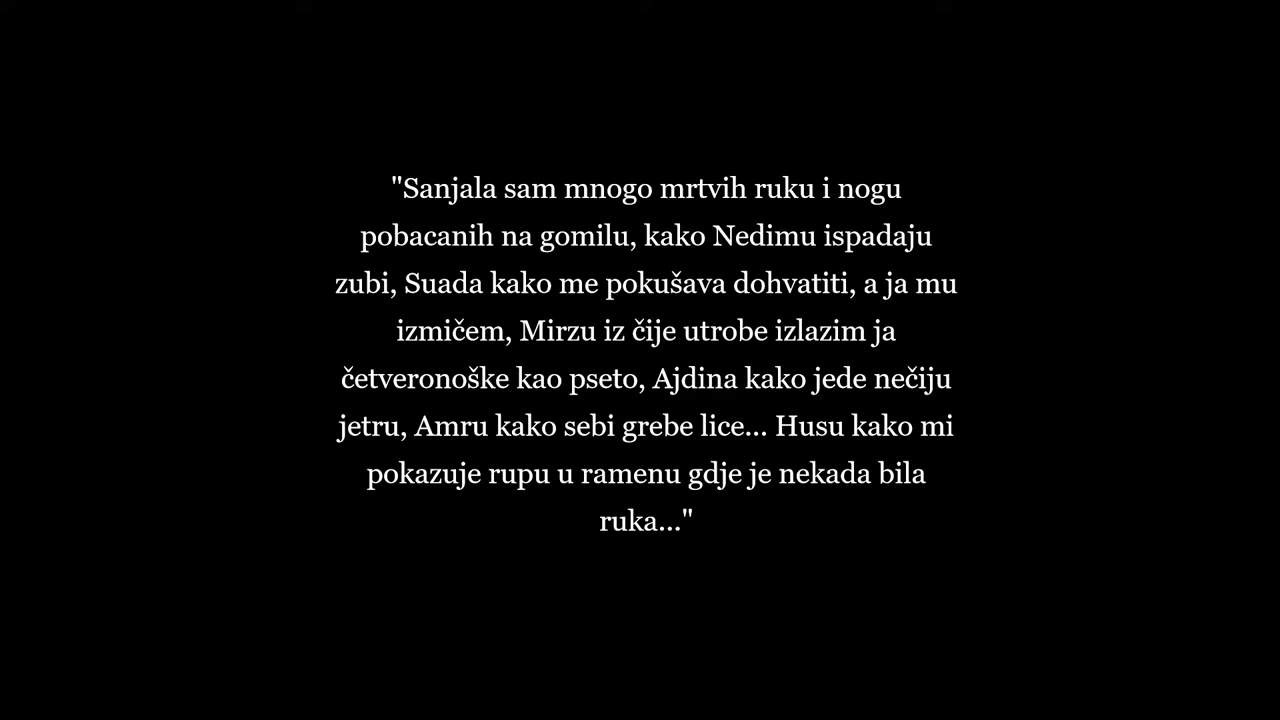 "Sanjala sam mnogo mrtvih ruku i nogu
pobacanih na gomilu, kako Nedimu ispadaju
zubi, Suada kako me pokušava dohvatiti, a ja mu
izmičem, Mirzu iz čije utrobe izlazim ja
četveronoške kao pseto, Ajdina kako jede nečiju
jetru, Amru kako sebi grebe lice... Husu kako mi
pokazuje rupu u ramenu gdje je nekada bila
ruka..."